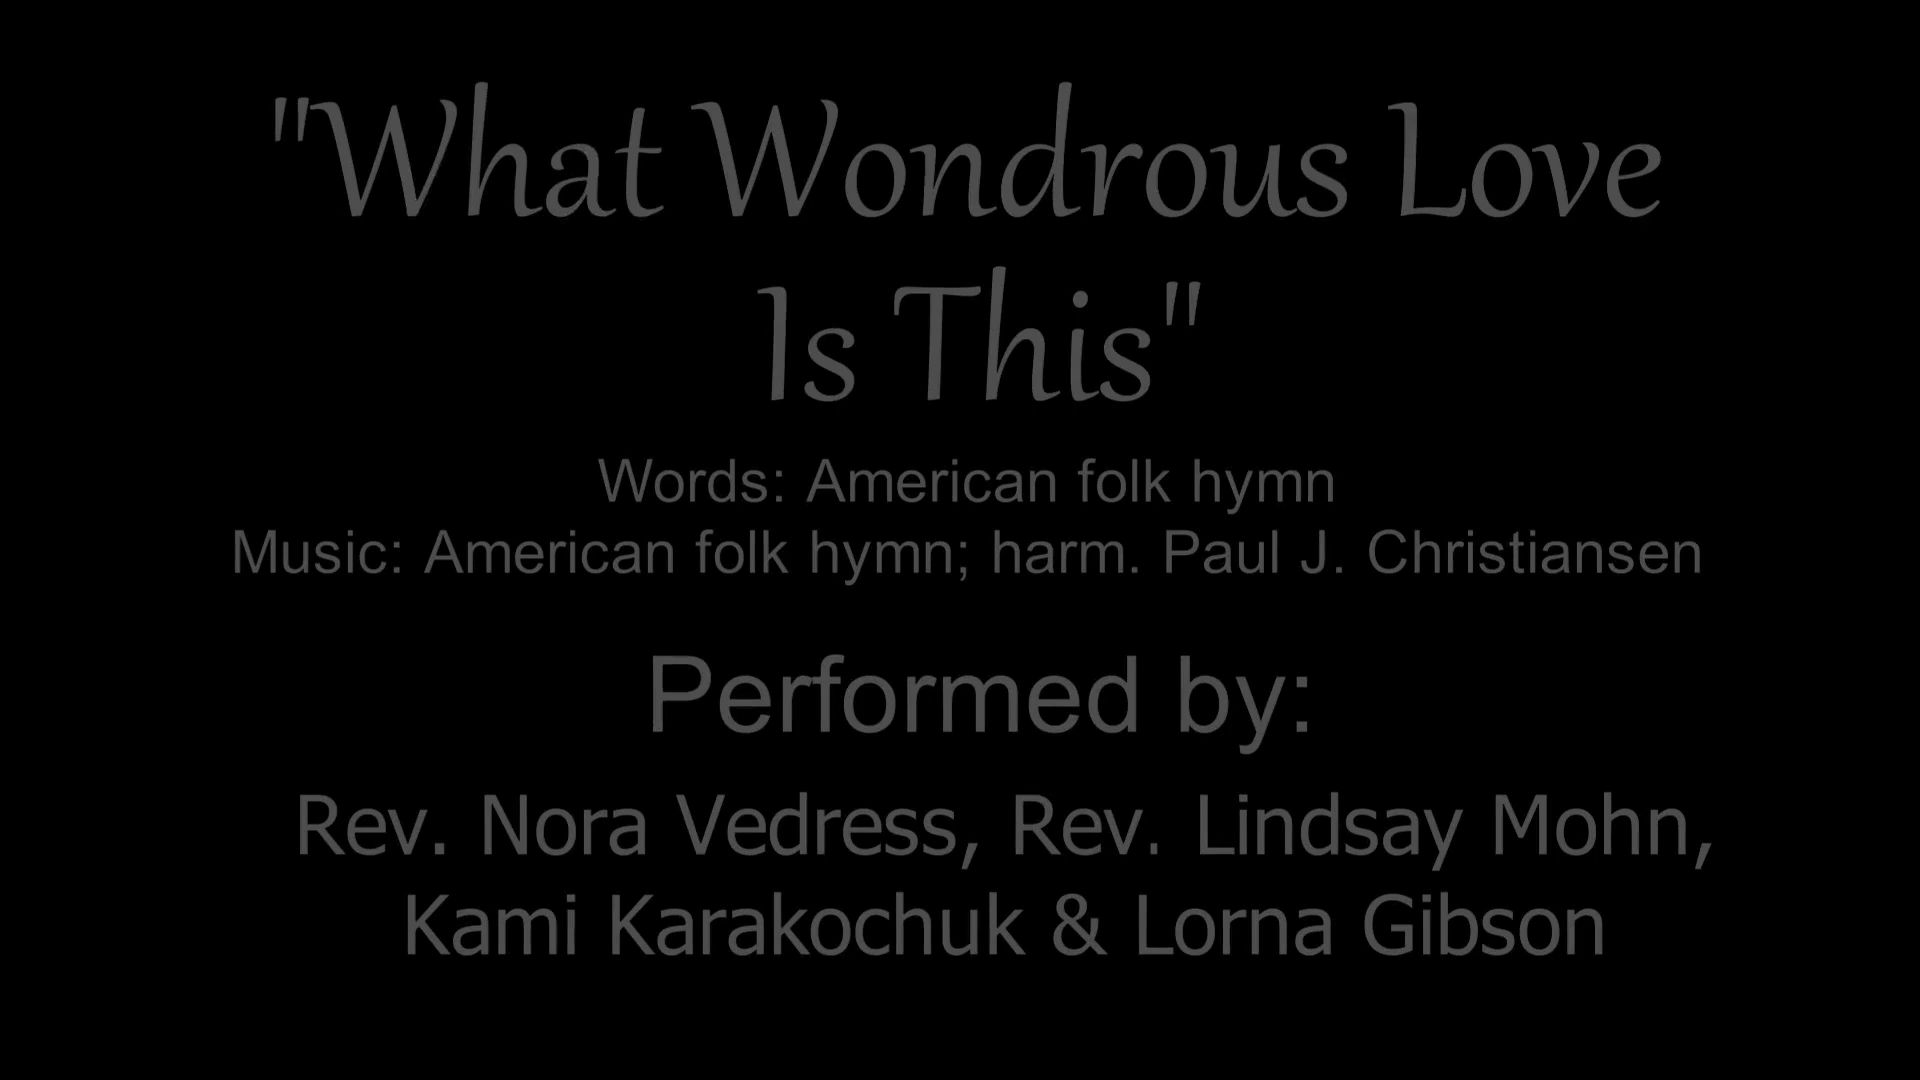 "What Wondrous Love
Is This"
Words: American folk hymn
Music: American folk hymn; harm. Paul J. Christiansen
Performed by:
Rev. Nora Vedress, Rev. Lindsay Mohn,
Kami Karakochuk & Lorna Gibson